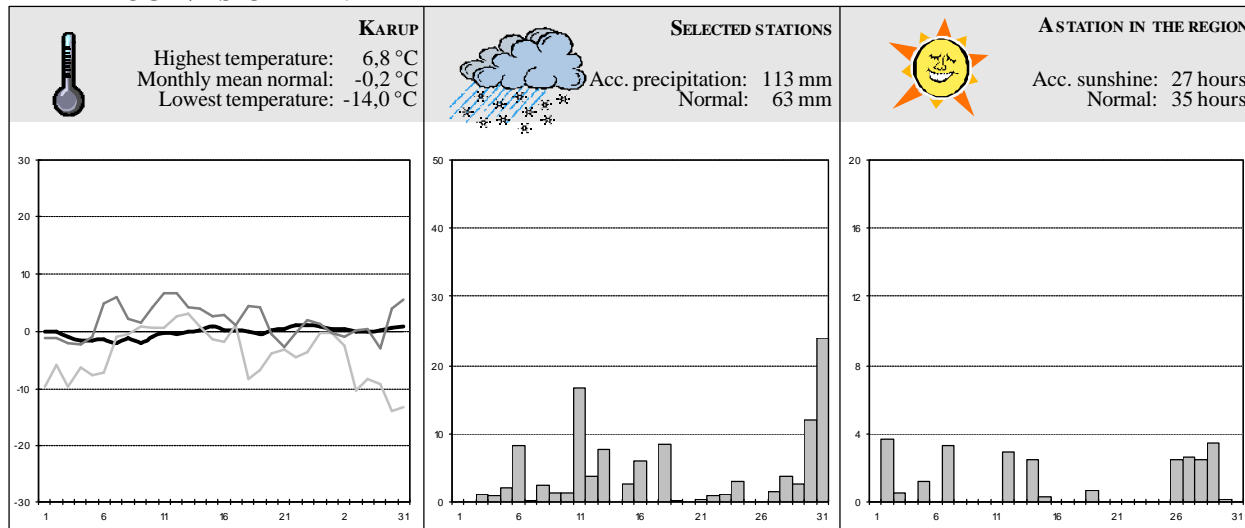 KARUP
Highest temperature: 6,8 °C
Monthly mean normal: -0,2 °C
Lowest temperature: -14,0 °C
SELECTED STATIONS
Acc. precipitation: 113 mm
Normal: 63 mm
A STATION IN THE REGION
Acc. sunshine: 27 hours
Normal: 35 hours
30
20
10
0
-10
-20
-30
1 6 11 16 21 2 31
50
40
30
20
10
0
1 6 11 16 21 26 31
20
16
12
8
4
0
1 6 11 16 21 26 31